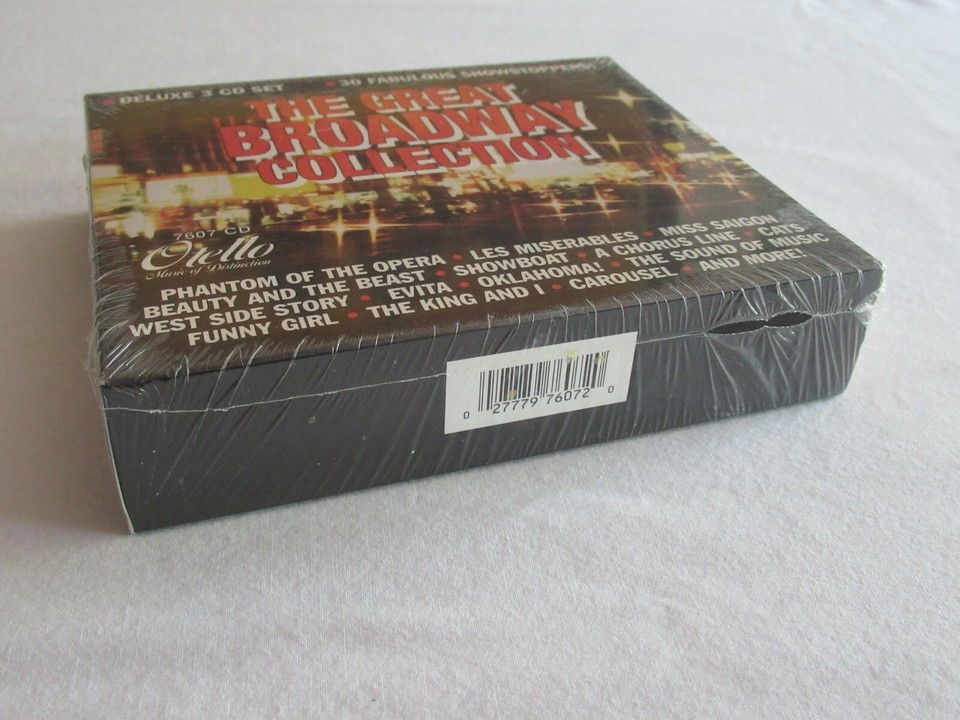 • DELUXE 3 CD SET • 30 FABULOUS SHOWSTOPPERS!
THE GREAT
BROADWAY
COLLECTION
7607 CD
Otello
Music of Distinction
PHANTOM OF THE OPERA • LES MISERABLES • MISS SAIGON
BEAUTY AND THE BEAST • SHOWBOAT • A CHORUS LINE • CATS
WEST SIDE STORY • EVITA • OKLAHOMA! • THE SOUND OF MUSIC
FUNNY GIRL • THE KING AND I • CAROUSEL • AND MORE!
0 27779 76072 0